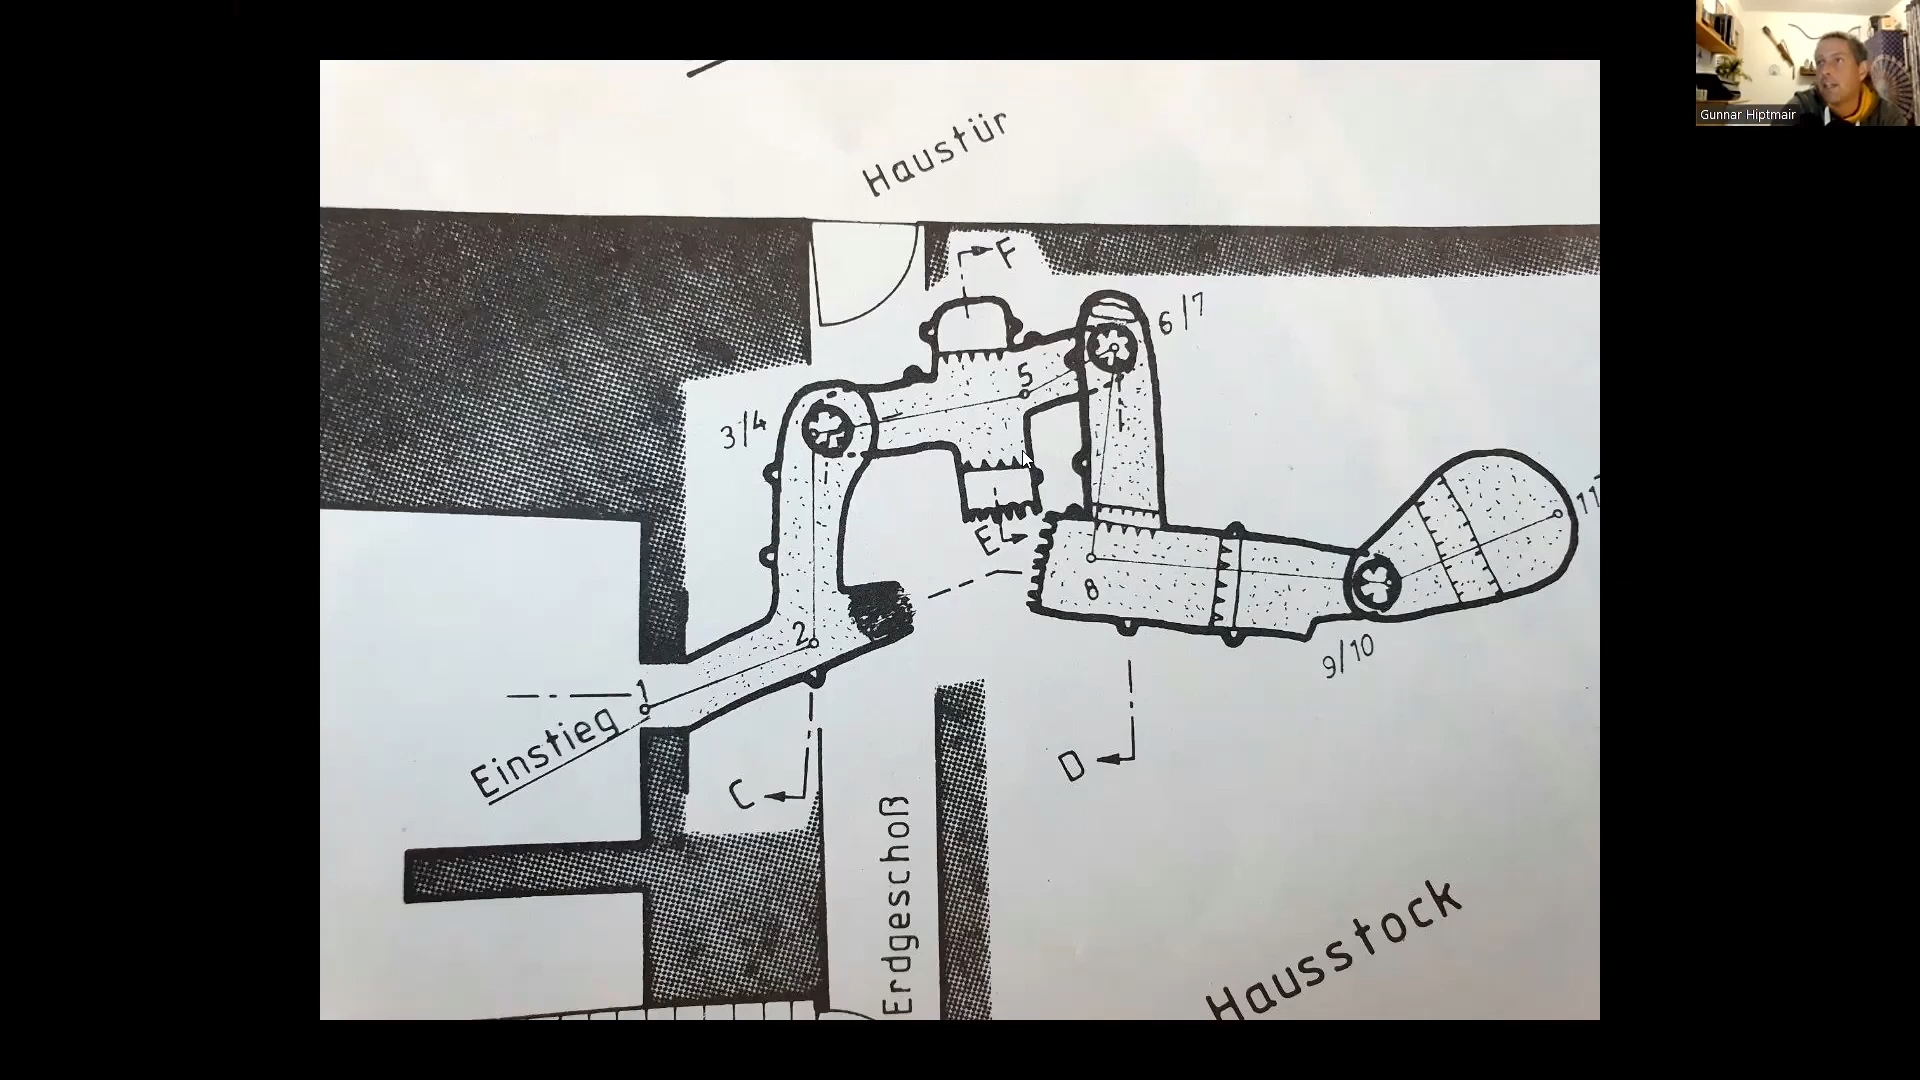 Gunnar Hiptmair
Haustür
F
6/7
5
3/4
11
E
8
2
9/10
1
Einstieg
D
C
Erdgeschoß
Hausstock